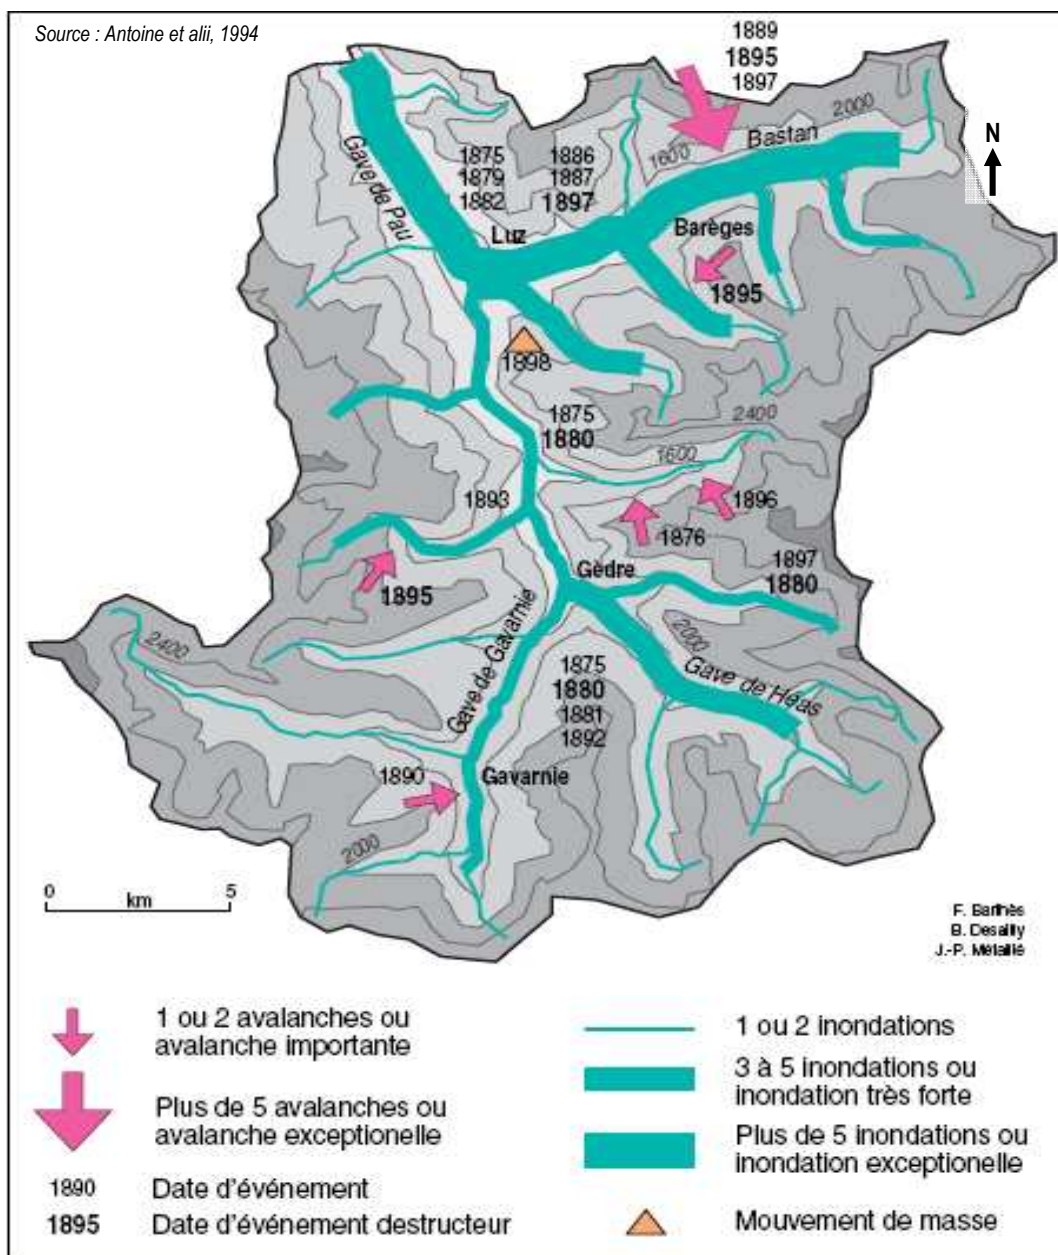 Source : Antoine et alii, 1994
1889
1895
1897
N
2000
Bastan
1600
Gave de Pau
1875
1879
1882
1886
1887
1897
Luz
Barèges
1895
1898
1875
1880
2400
1600
1893
1896
1876
1897
1880
Gèdre
1895
2400
Gave de Gavarnie
2000
Gave de Héas
1875
1880
1881
1892
1890
Gavarnie
2000
0 5
km
F. Barthès
B. Desailly
J.-P. Métailié
1 ou 2 avalanches ou
avalanche importante
Plus de 5 avalanches ou
avalanche exceptionelle
1890 Date d'événement
1895 Date d'événement destructeur
1 ou 2 inondations
3 à 5 inondations ou
inondation très forte
Plus de 5 inondations ou
inondation exceptionelle
Mouvement de masse